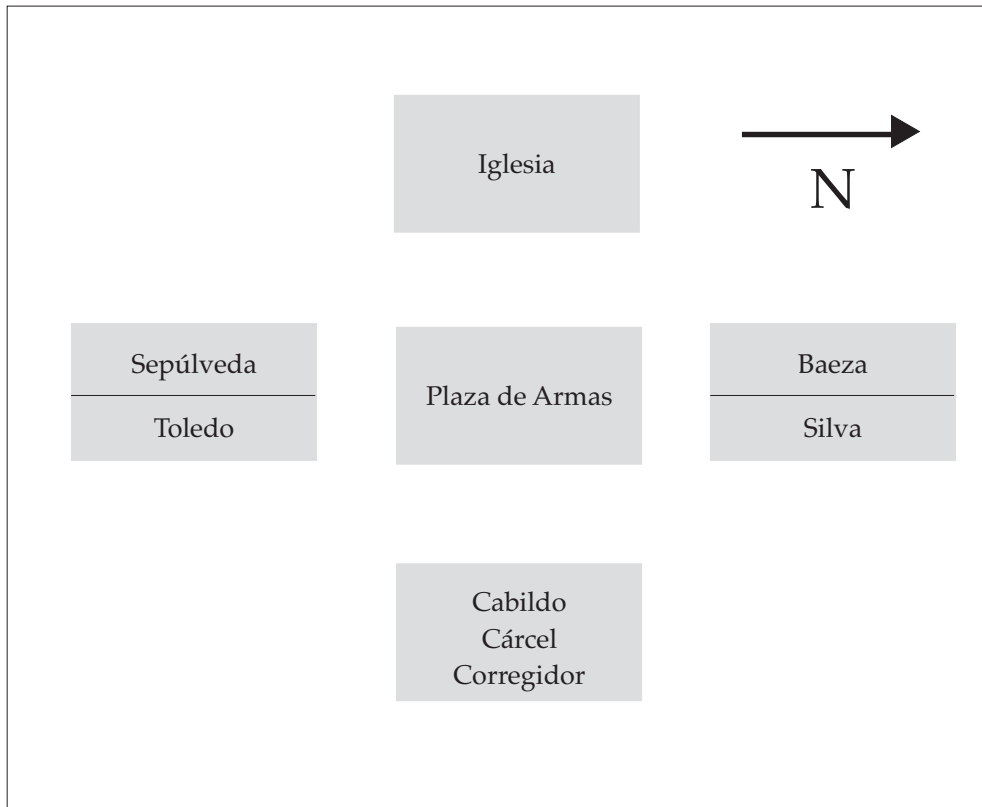 Iglesia
N
Sepúlveda
Toledo
Plaza de Armas
Baeza
Silva
Cabildo
Cárcel
Corregidor